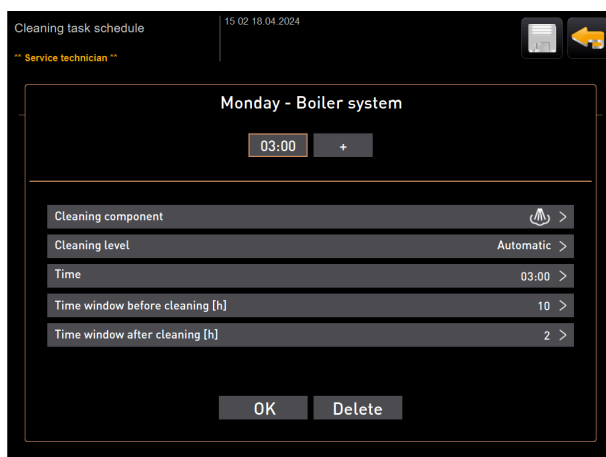 Cleaning task schedule
15 02 18.04.2024
** Service technician **
Monday - Boiler system
03:00 +
Cleaning component >
Cleaning level Automatic >
Time 03:00 >
Time window before cleaning [h] 10 >
Time window after cleaning [h] 2 >
OK Delete